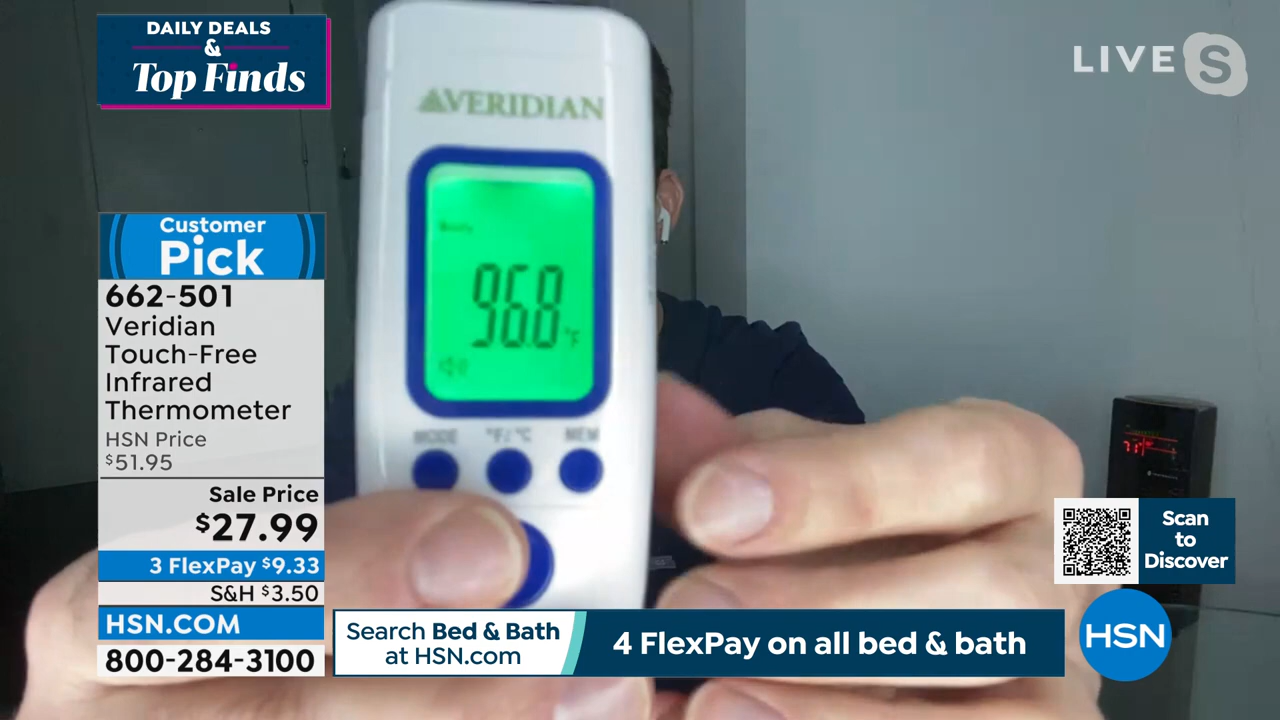 DAILY DEALS
&
Top Finds
LIVE S
VERIDIAN
Body
96.8 °F
MODE °F/°C MEM
Customer
Pick
662-501
Veridian
Touch-Free
Infrared
Thermometer
HSN Price
$51.95
Sale Price
$27.99
3 FlexPay $9.33
S&H $3.50
HSN.COM
800-284-3100
Search Bed & Bath
at HSN.com
4 FlexPay on all bed & bath
Scan
to
Discover
HSN